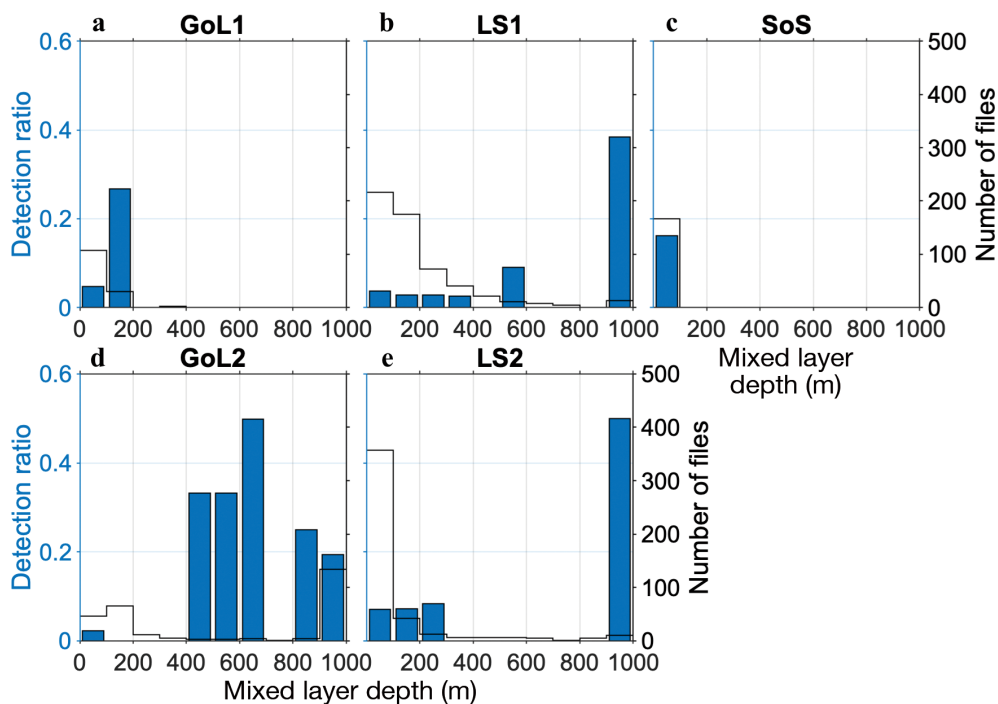 a GoL1 b LS1 c SoS
0.6 500
0.4 400
300
0.2 200
100
0 0
Detection ratio
Number of files
0 200 400 600 800 1000 200 400 600 800 1000 200 400 600 800 1000
Mixed layer
depth (m)
d GoL2 e LS2
0.6 500
0.4 400
300
0.2 200
100
0 0
Detection ratio
Number of files
0 200 400 600 800 1000 200 400 600 800 1000
Mixed layer depth (m)